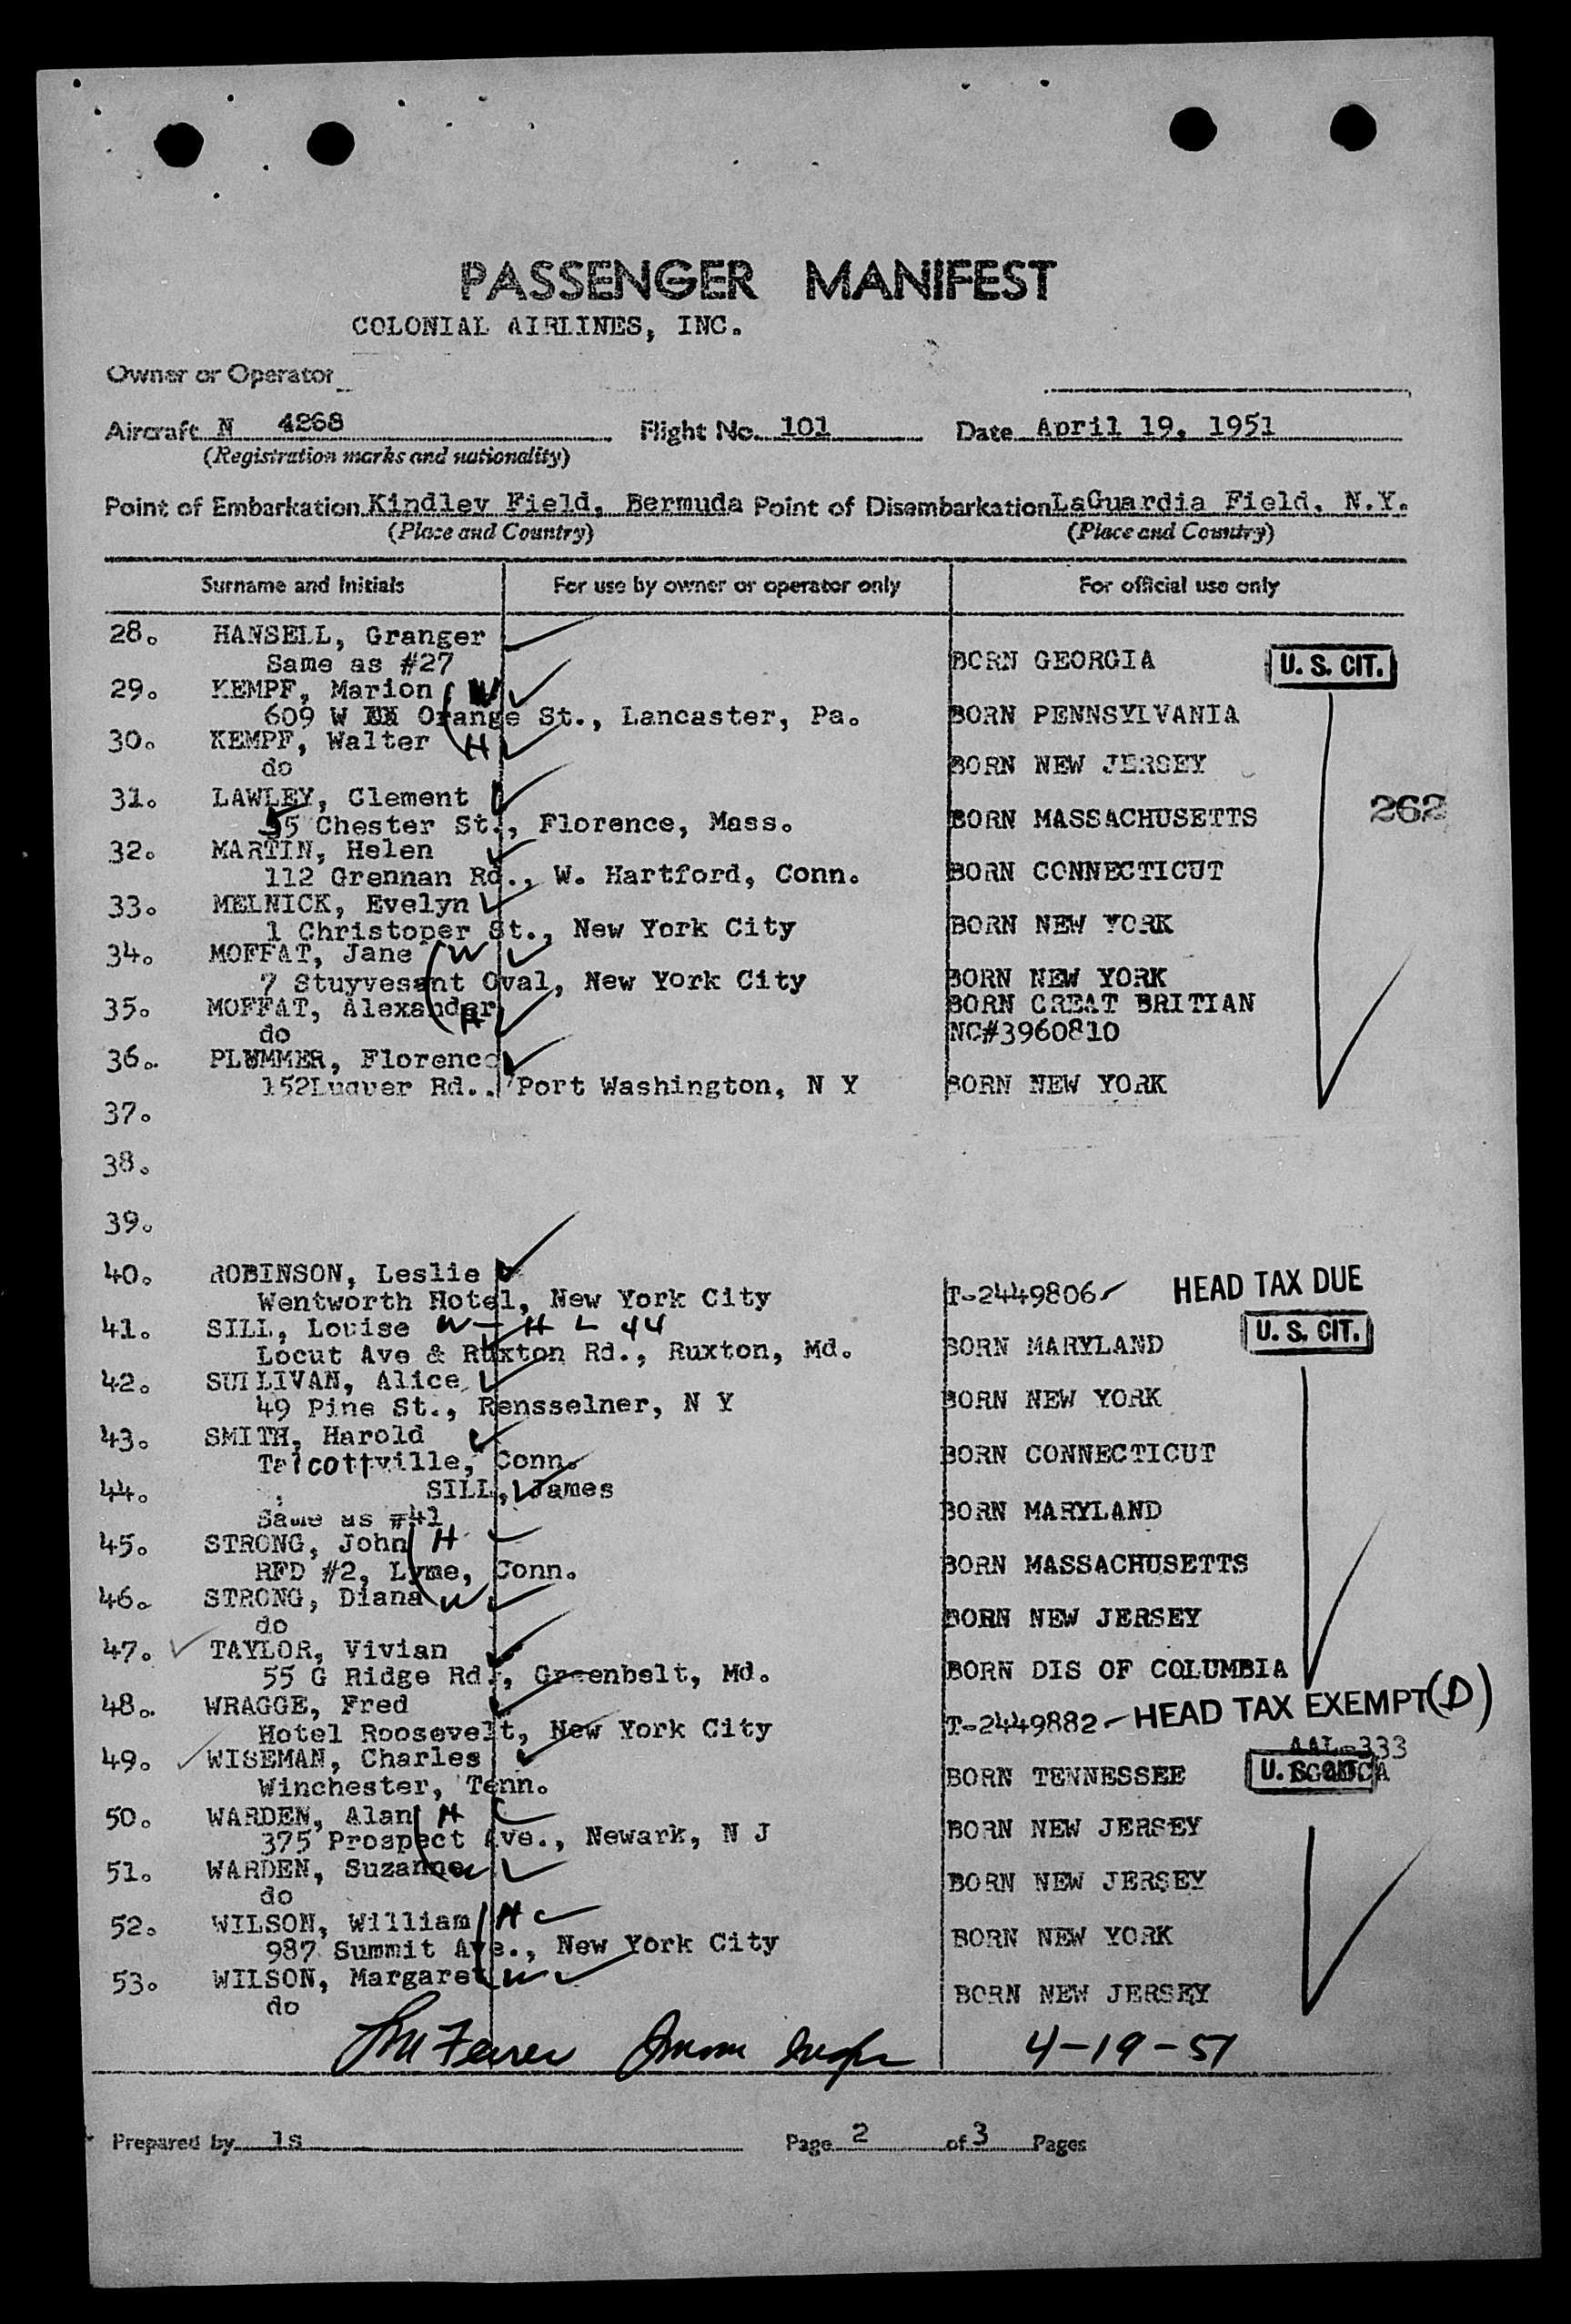 PASSENGER MANIFEST
COLONIAL AIRLINES, INC.
Owner or Operator
Aircraft N 4268 Flight No. 101 Date April 19, 1951
(Registration marks and nationality)
Point of Embarkation Kindley Field, Bermuda Point of Disembarkation LaGuardia Field, N.Y.
(Place and Country) (Place and Country)
Surname and Initials For use by owner or operator only For official use only
28. HANSELL, Granger
Same as #27 BORN GEORGIA U. S. CIT.
29. KEMPF, Marion W
609 W Orange St., Lancaster, Pa. BORN PENNSYLVANIA
30. KEMPF, Walter H
do BORN NEW JERSEY
31. LAWLEY, Clement
55 Chester St., Florence, Mass. BORN MASSACHUSETTS 262
32. MARTIN, Helen
112 Grennan Rd., W. Hartford, Conn. BORN CONNECTICUT
33. MELNICK, Evelyn
1 Christoper St., New York City BORN NEW YORK
34. MOFFAT, Jane W
7 Stuyvesant Oval, New York City BORN NEW YORK
35. MOFFAT, Alexander H BORN GREAT BRITIAN
do NC#3960810
36. PLUMMER, Florence
152Luquer Rd., Port Washington, N Y BORN NEW YORK
37.
38.
39.
40. ROBINSON, Leslie
Wentworth Hotel, New York City T-2449806 HEAD TAX DUE
41. SILL, Louise W - H L 44 U. S. CIT.
Locut Ave & Ruxton Rd., Ruxton, Md. BORN MARYLAND
42. SULLIVAN, Alice
49 Pine St., Rensselner, N Y BORN NEW YORK
43. SMITH, Harold
Talcottville, Conn. BORN CONNECTICUT
44. SILL, James
Same as #41 BORN MARYLAND
45. STRONG, John H
RFD #2, Lyme, Conn. BORN MASSACHUSETTS
46. STRONG, Diana W
do BORN NEW JERSEY
47. TAYLOR, Vivian
55 G Ridge Rd., Greenbelt, Md. BORN DIS OF COLUMBIA
48. WRAGGE, Fred
Hotel Roosevelt, New York City T-2449882 - HEAD TAX EXEMPT (D)
49. WISEMAN, Charles AAL-333
Winchester, Tenn. BORN TENNESSEE U. S. CIT.
50. WARDEN, Alan H
375 Prospect Ave., Newark, N J BORN NEW JERSEY
51. WARDEN, Suzanne W
do BORN NEW JERSEY
52. WILSON, William H
987 Summit Ave., New York City BORN NEW YORK
53. WILSON, Margaret W
do BORN NEW JERSEY
4-19-51
Prepared by ls Page 2 of 3 Pages